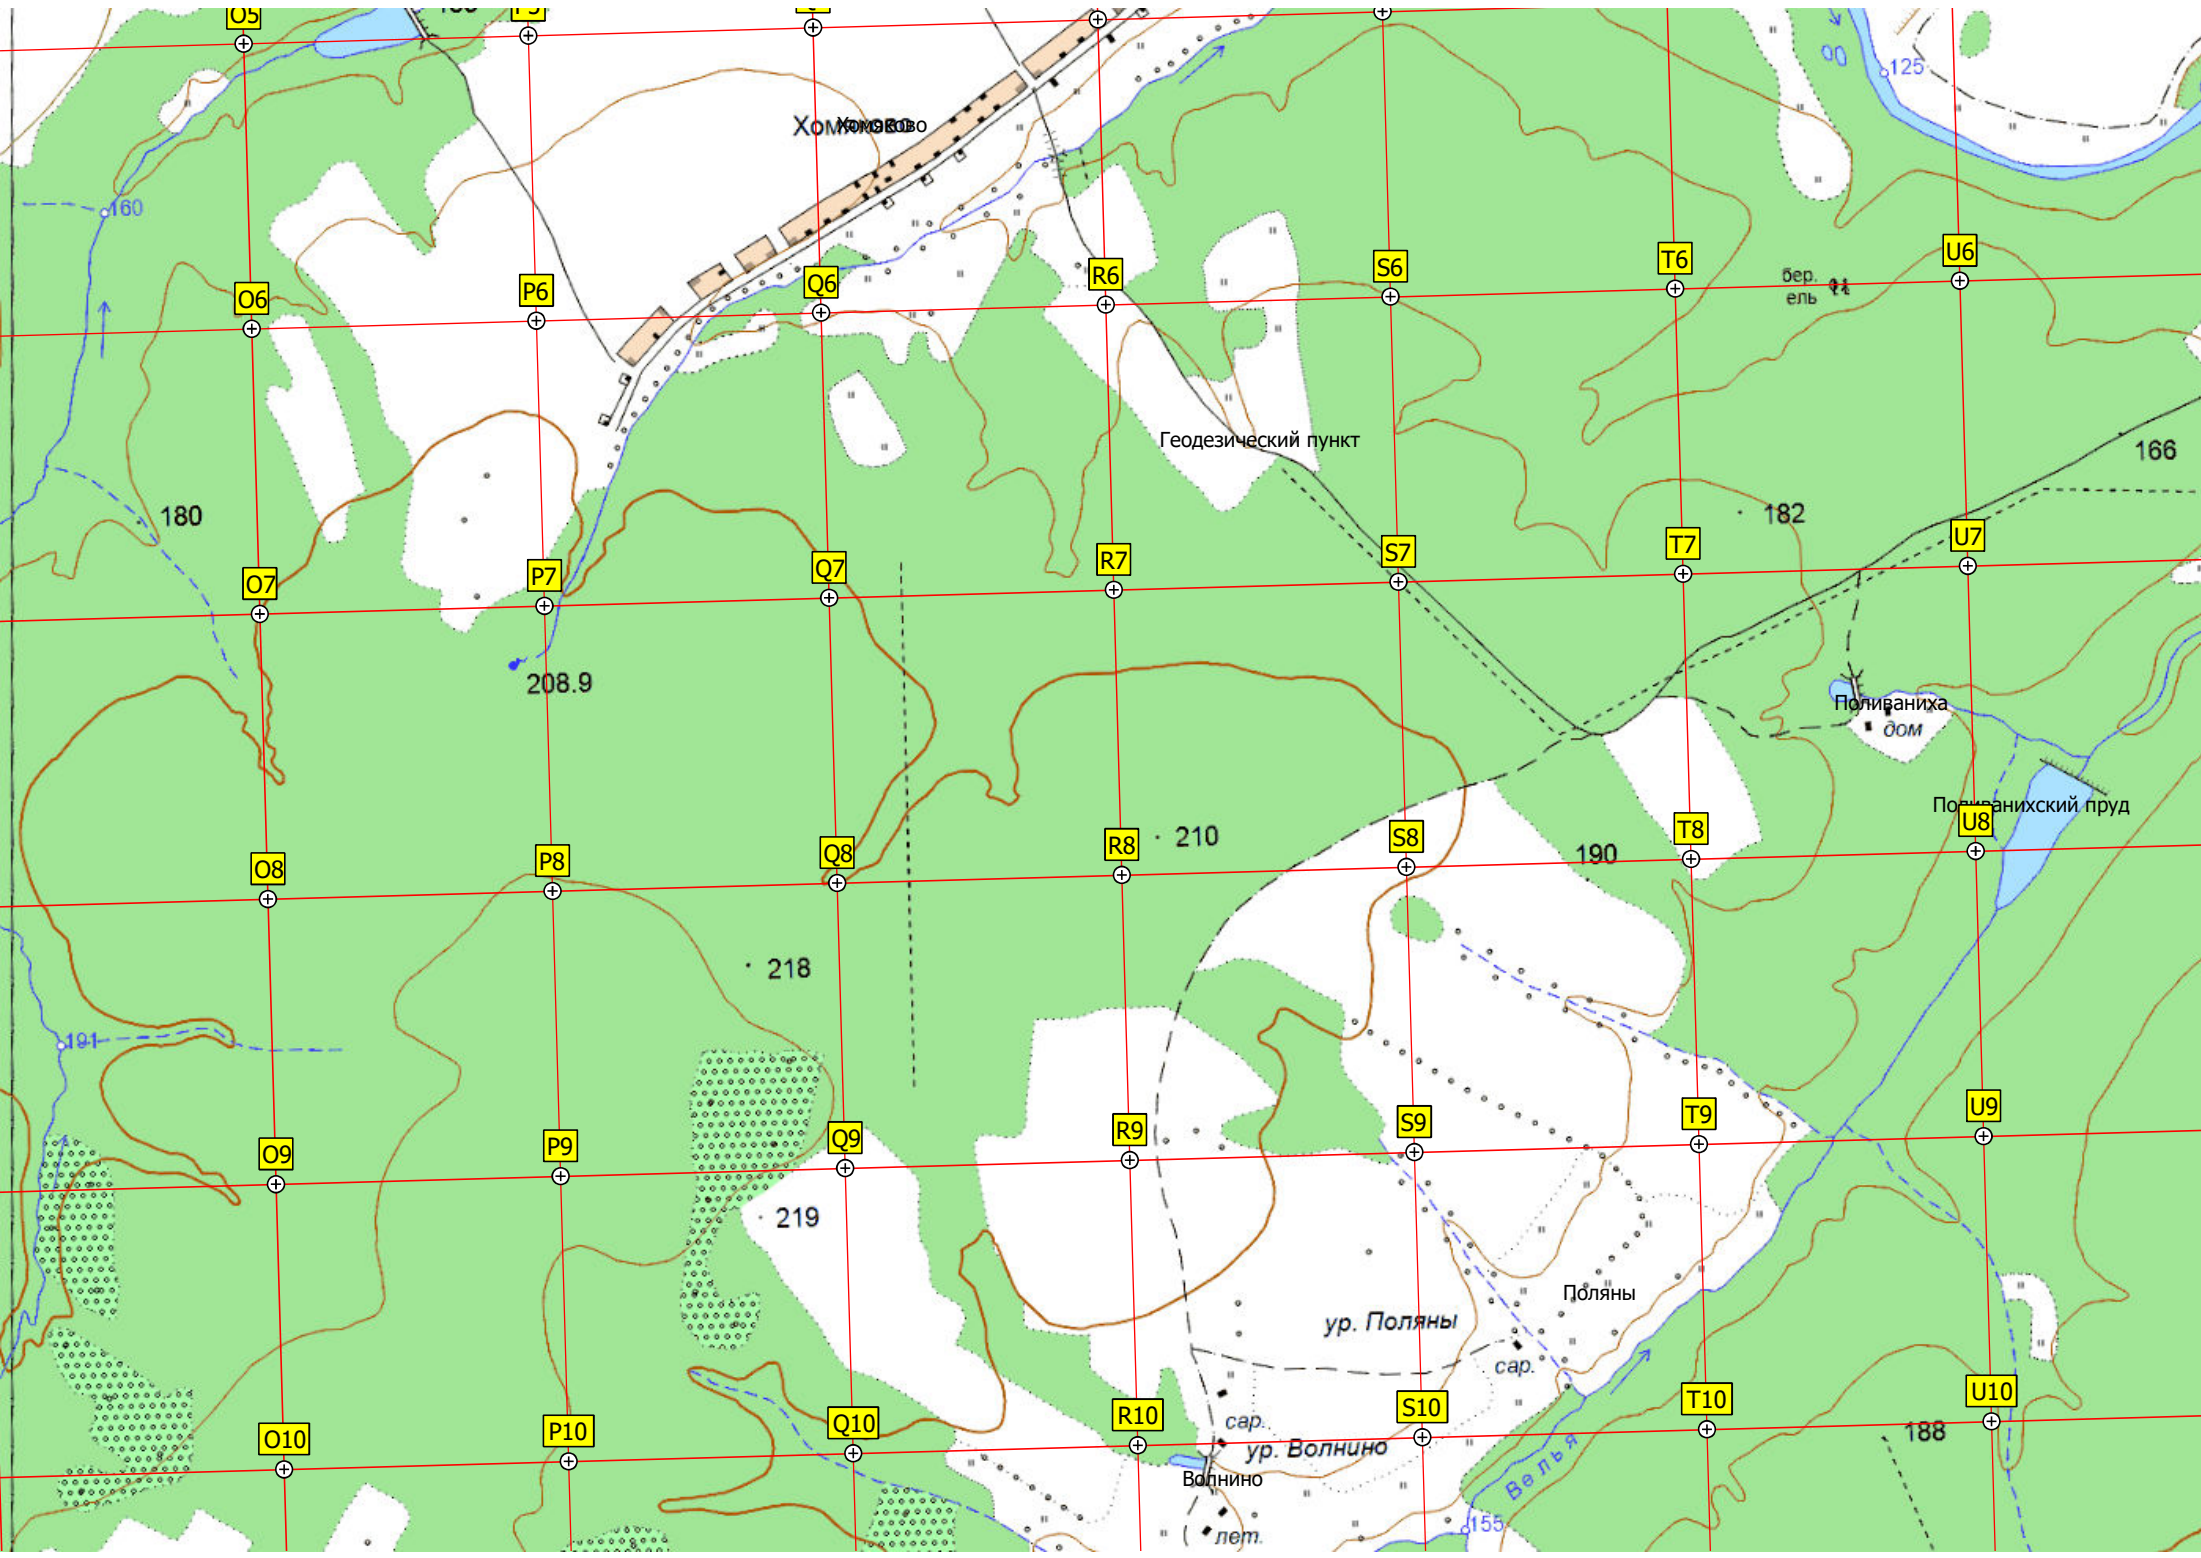 O5
125
Хомяково
Хомяково
160
O6
P6
Q6
R6
S6
T6
U6
бер.
ель
166
Геодезический пункт
180
182
O7
P7
Q7
R7
S7
T7
U7
208.9
Поливаниха
дом
Поливанихский пруд
O8
P8
Q8
R8
210
S8
190
T8
U8
218
191
O9
P9
Q9
R9
S9
T9
U9
219
Поляны
ур. Поляны
сар.
O10
P10
Q10
R10
S10
T10
U10
сар.
ур. Волнино
188
Волнино
Велья
155
лет.